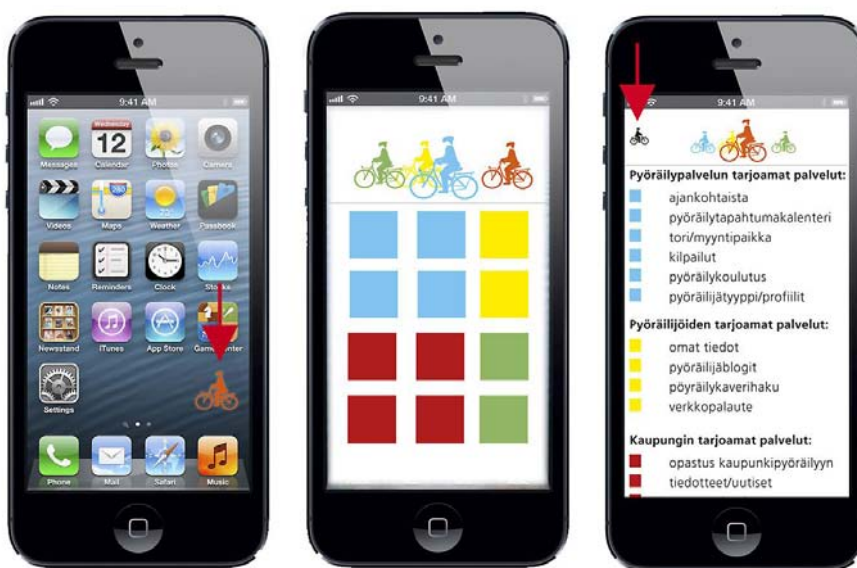 9:41 AM
Wednesday
12
Messages
Calendar
Photos
Camera
280
72°
Videos
Maps
Weather
Passbook
Notes
Reminders
Clock
Stocks
Newsstand
iTunes
App Store
Game Center
Settings
Phone
Mail
Safari
Music
9:41 AM
9:41 AM
Pyöräilypalvelun tarjoamat palvelut:
ajankohtaista
pyöräilytapahtumakalenteri
tori/myyntipaikka
kilpailut
pyöräilykoulutus
pyöräilijätyyppi/profiilit
Pyöräilijöiden tarjoamat palvelut:
omat tiedot
pyöräilijäblogit
pöyräilykaverihaku
verkkopalaute
Kaupungin tarjoamat palvelut:
opastus kaupunkipyöräilyyn
tiedotteet/uutiset